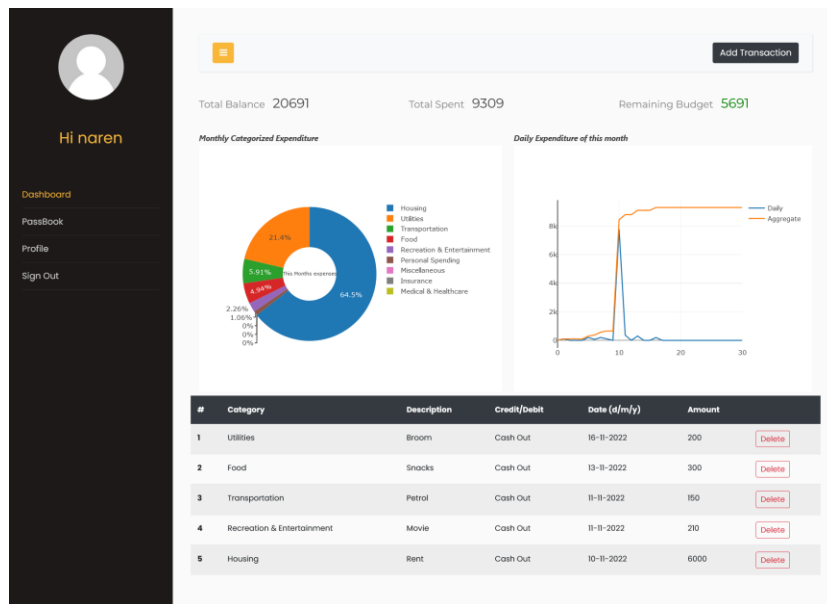 Hi naren
Dashboard
PassBook
Profile
Sign Out
Add Transaction
Total Balance 20691
Total Spent 9309
Remaining Budget 5691
Monthly Categorized Expenditure
21.4%
5.91%
4.94%
2.26%
1.06%
0%
0%
0%
64.5%
This Months expenses
Housing
Utilities
Transportation
Food
Recreation & Entertainment
Personal Spending
Miscellaneous
Insurance
Medical & Healthcare
Daily Expenditure of this month
8k
6k
4k
2k
0
0 10 20 30
Daily
Aggregate
# Category Description Credit/Debit Date (d/m/y) Amount
1 Utilities Broom Cash Out 16-11-2022 200 Delete
2 Food Snacks Cash Out 13-11-2022 300 Delete
3 Transportation Petrol Cash Out 11-11-2022 150 Delete
4 Recreation & Entertainment Movie Cash Out 11-11-2022 210 Delete
5 Housing Rent Cash Out 10-11-2022 6000 Delete